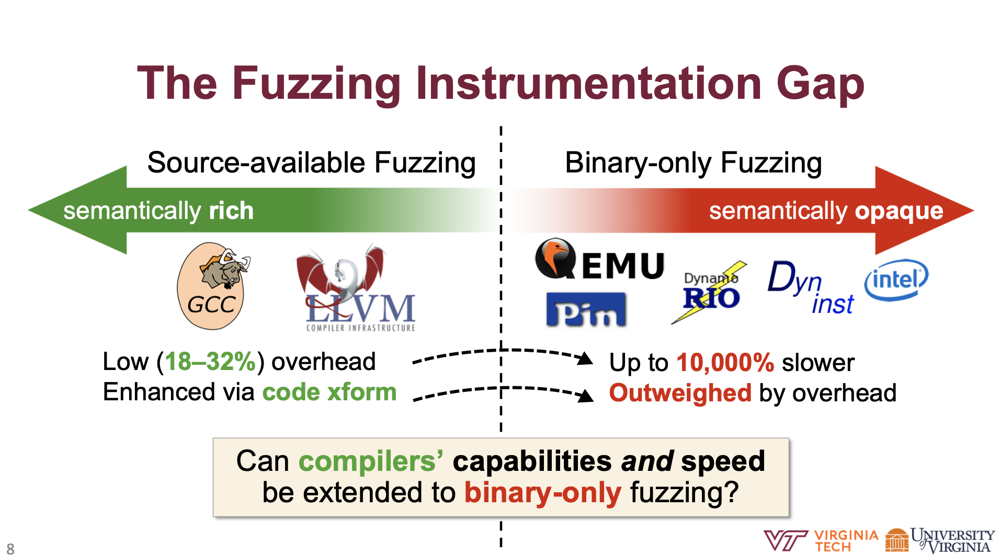 The Fuzzing Instrumentation Gap
Source-available Fuzzing
Binary-only Fuzzing
semantically rich
semantically opaque
GCC
LLVM
COMPILER INFRASTRUCTURE
QEMU
Pin
Dynamo
RIO
Dyn
inst
intel
Low (18–32%) overhead
Up to 10,000% slower
Enhanced via code xform
Outweighed by overhead
Can compilers’ capabilities and speed
be extended to binary-only fuzzing?
8
VT
VIRGINIA
TECH
UNIVERSITY
of VIRGINIA